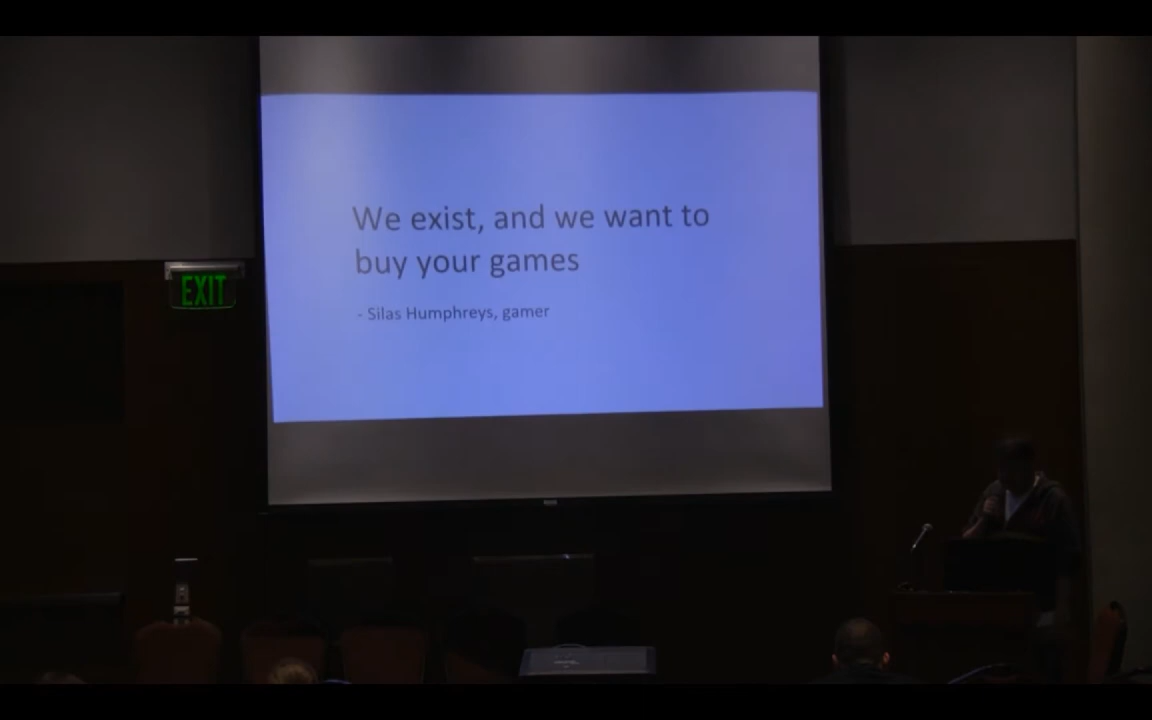 We exist, and we want to
buy your games
- Silas Humphreys, gamer
EXIT